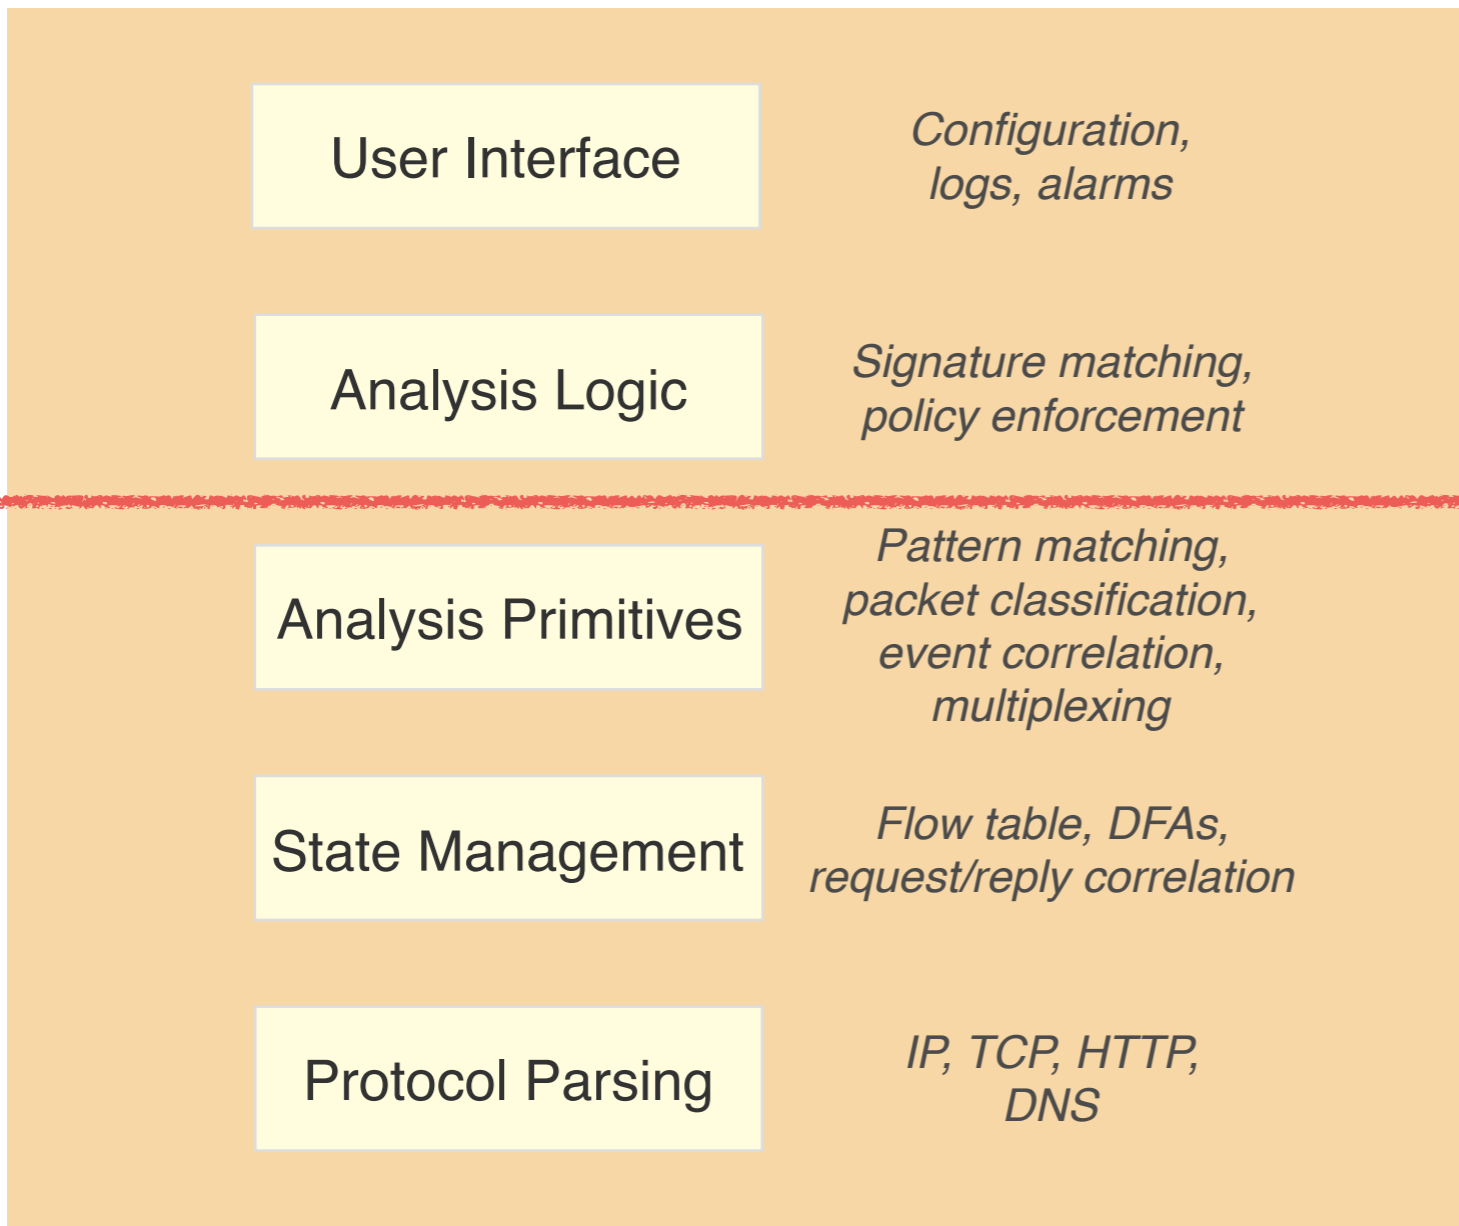 User Interface
Configuration,
logs, alarms
Analysis Logic
Signature matching,
policy enforcement
Analysis Primitives
Pattern matching,
packet classification,
event correlation,
multiplexing
State Management
Flow table, DFAs,
request/reply correlation
Protocol Parsing
IP, TCP, HTTP,
DNS